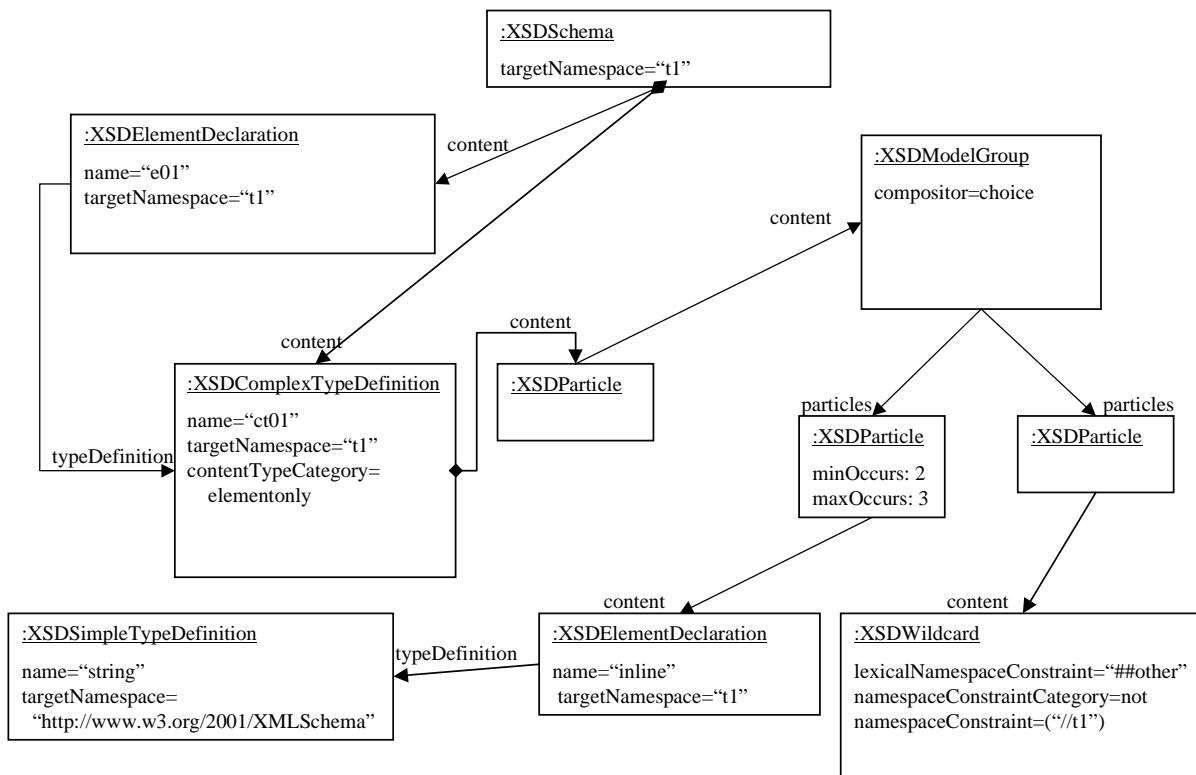 :XSDSchema
targetNamespace=“t1”
:XSDElementDeclaration
name=“e01”
targetNamespace=“t1”
content
:XSDModelGroup
compositor=choice
content
content
content
:XSDComplexTypeDefinition
name=“ct01”
targetNamespace=“t1”
contentTypeCategory=
elementonly
:XSDParticle
typeDefinition
particles
:XSDParticle
minOccurs: 2
maxOccurs: 3
particles
:XSDParticle
content
content
:XSDSimpleTypeDefinition
name=“string”
targetNamespace=
“http://www.w3.org/2001/XMLSchema”
typeDefinition
:XSDElementDeclaration
name=“inline”
targetNamespace=“t1”
:XSDWildcard
lexicalNamespaceConstraint=“##other”
namespaceConstraintCategory=not
namespaceConstraint=(“//t1”)